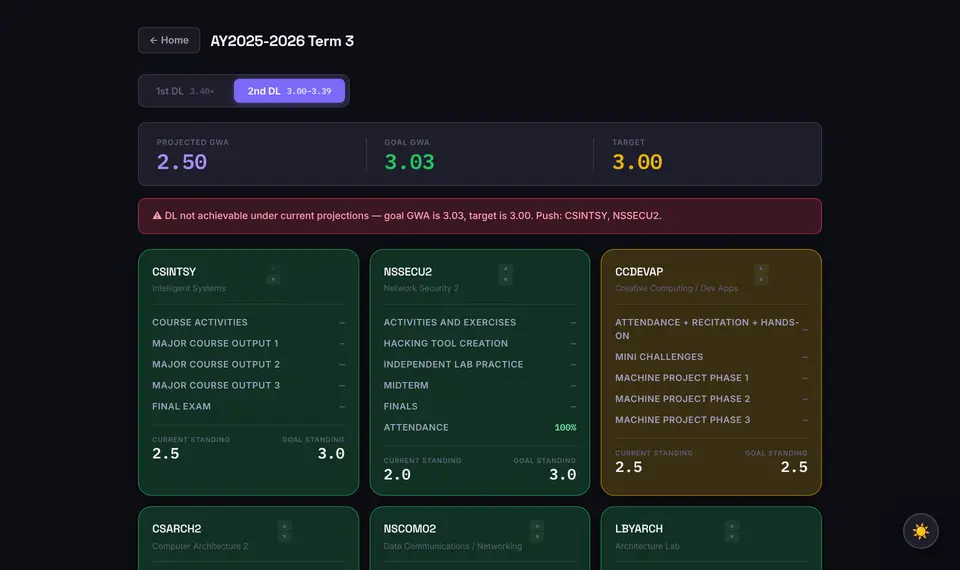 ← Home
AY2025-2026 Term 3
1st DL 3.40+
2nd DL 3.00–3.39
PROJECTED GWA
2.50
GOAL GWA
3.03
TARGET
3.00
⚠ DL not achievable under current projections — goal GWA is 3.03, target is 3.00. Push: CSINTSY, NSSECU2.
CSINTSY
Intelligent Systems
COURSE ACTIVITIES —
MAJOR COURSE OUTPUT 1 —
MAJOR COURSE OUTPUT 2 —
MAJOR COURSE OUTPUT 3 —
FINAL EXAM —
CURRENT STANDING GOAL STANDING
2.5 3.0
NSSECU2
Network Security 2
ACTIVITIES AND EXERCISES —
HACKING TOOL CREATION —
INDEPENDENT LAB PRACTICE —
MIDTERM —
FINALS —
ATTENDANCE 100%
CURRENT STANDING GOAL STANDING
2.0 3.0
CCDEVAP
Creative Computing / Dev Apps
ATTENDANCE + RECITATION + HANDS-
ON —
MINI CHALLENGES —
MACHINE PROJECT PHASE 1 —
MACHINE PROJECT PHASE 2 —
MACHINE PROJECT PHASE 3 —
CURRENT STANDING GOAL STANDING
2.5 2.5
CSARCH2
Computer Architecture 2
NSCOM02
Data Communications / Networking
LBYARCH
Architecture Lab